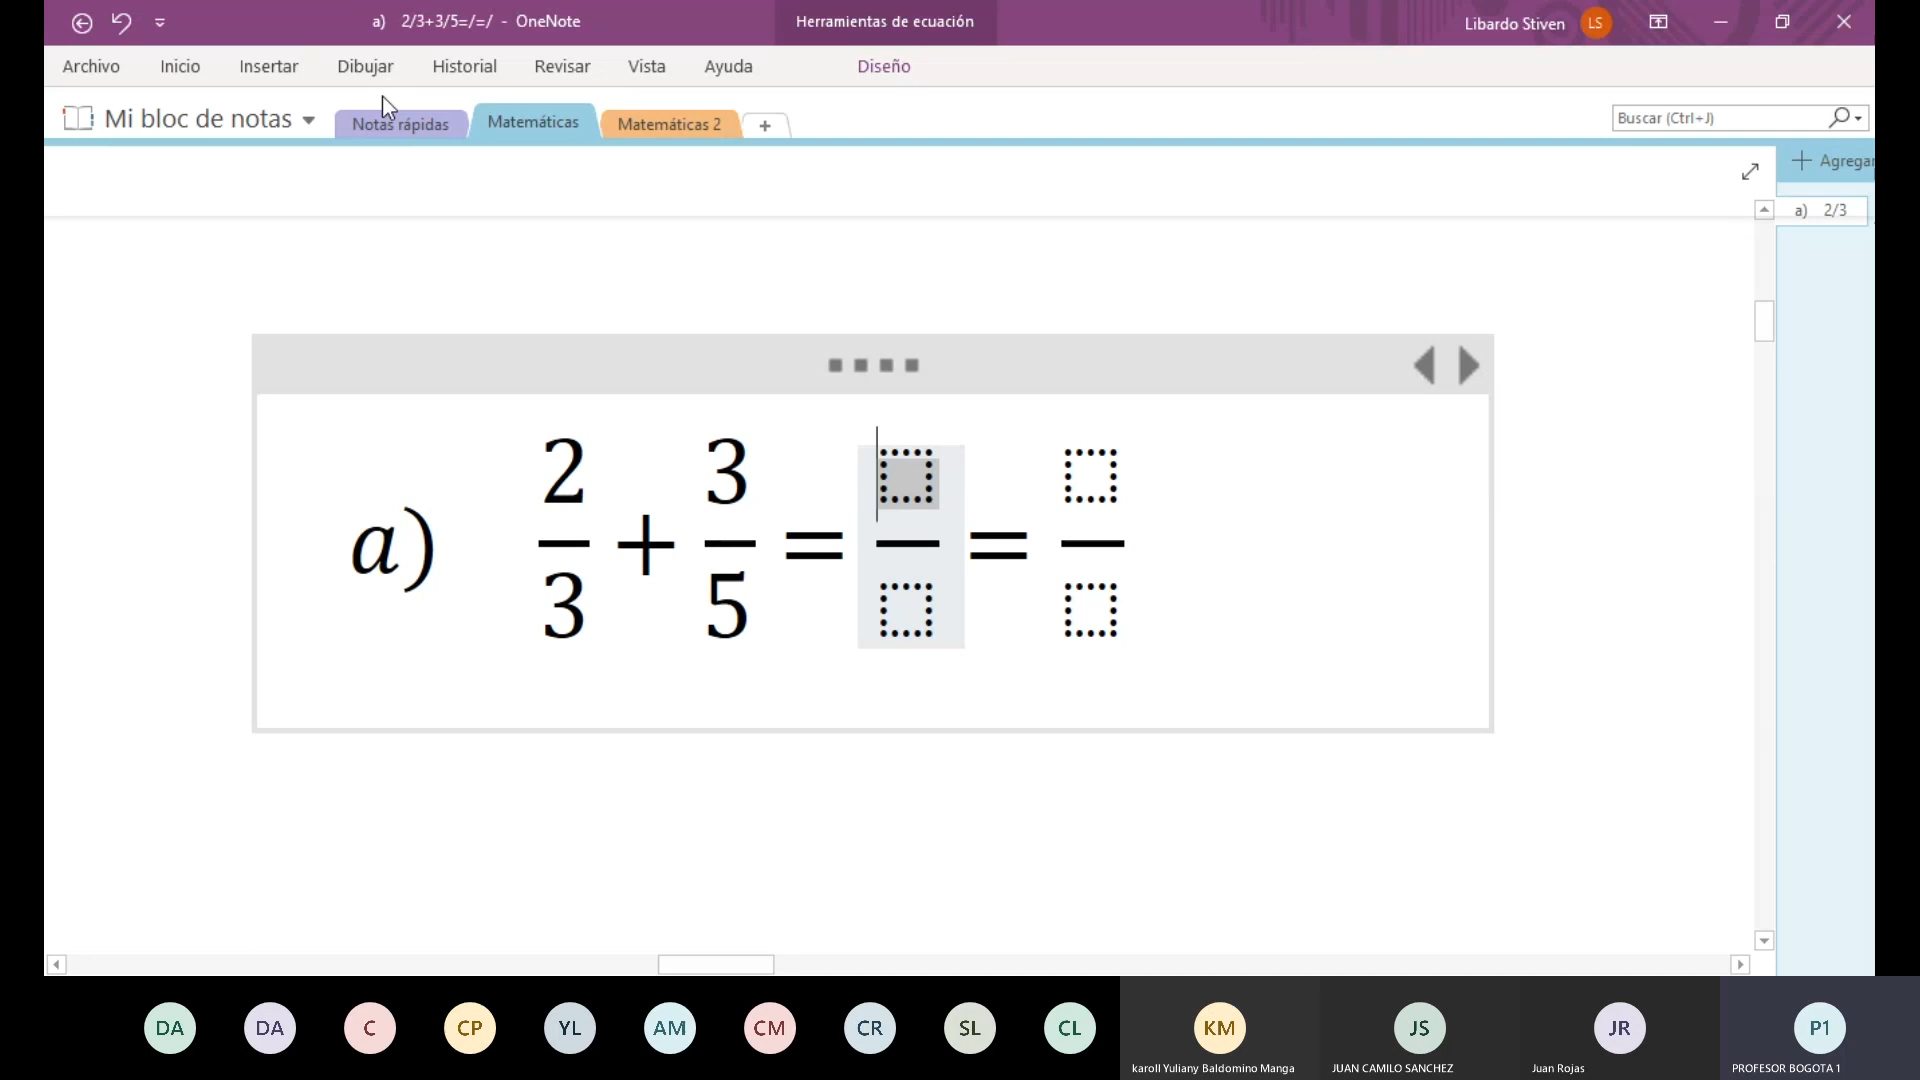 a) 2/3+3/5=/=/ - OneNote
Herramientas de ecuación
Libardo Stiven LS
Archivo Inicio Insertar Dibujar Historial Revisar Vista Ayuda Diseño
Mi bloc de notas
Notas rápidas Matemáticas Matemáticas 2 +
Buscar (Ctrl+J)
Agregar
a) 2/3
a) 2/3 + 3/5 = ⬚/⬚ = ⬚/⬚
DA DA C CP YL AM CM CR SL CL KM JS JR P1
karoll Yuliany Baldomino Manga JUAN CAMILO SANCHEZ Juan Rojas PROFESOR BOGOTA 1